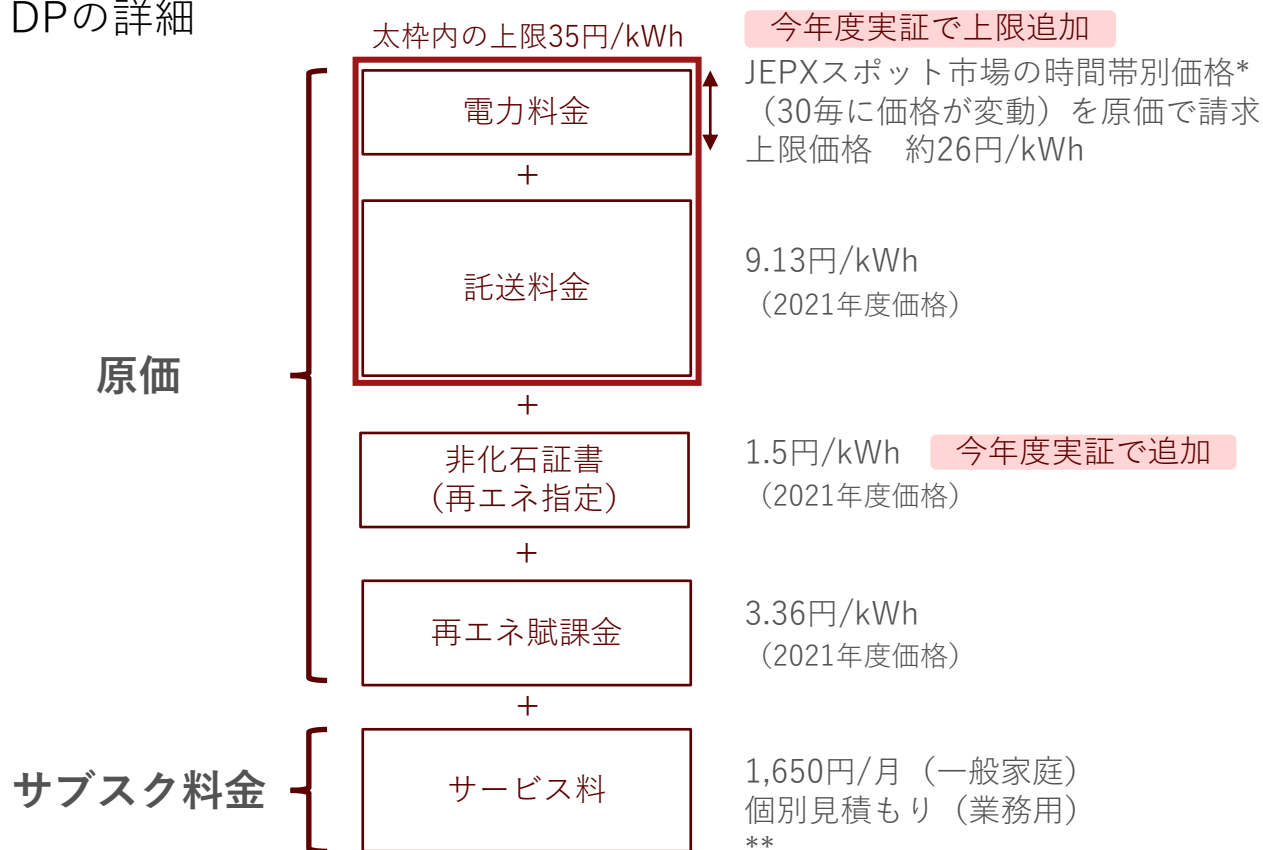 DPの詳細
太枠内の上限35円/kWh
今年度実証で上限追加
電力料金
JEPXスポット市場の時間帯別価格*
（30毎に価格が変動）を原価で請求
上限価格　約26円/kWh
+
託送料金
9.13円/kWh
（2021年度価格）
原価
+
非化石証書
(再エネ指定)
1.5円/kWh
今年度実証で追加
（2021年度価格）
+
再エネ賦課金
3.36円/kWh
（2021年度価格）
+
サブスク料金
サービス料
1,650円/月（一般家庭）
個別見積もり（業務用）
**